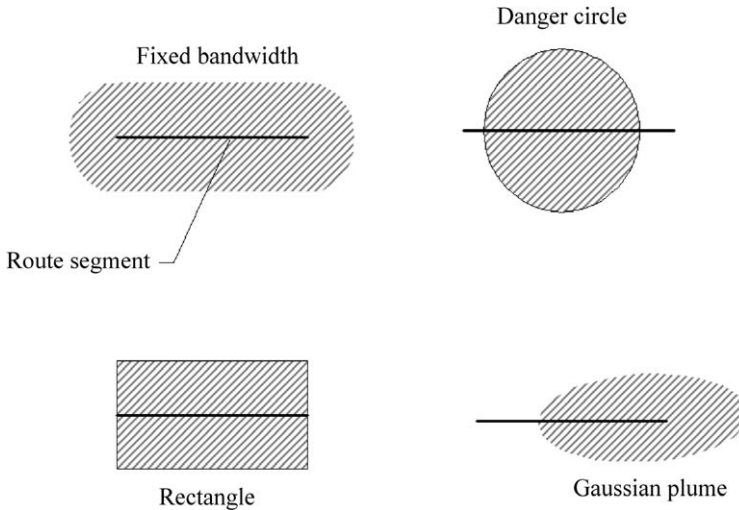 Danger circle
Fixed bandwidth
Route segment
Rectangle
Gaussian plume